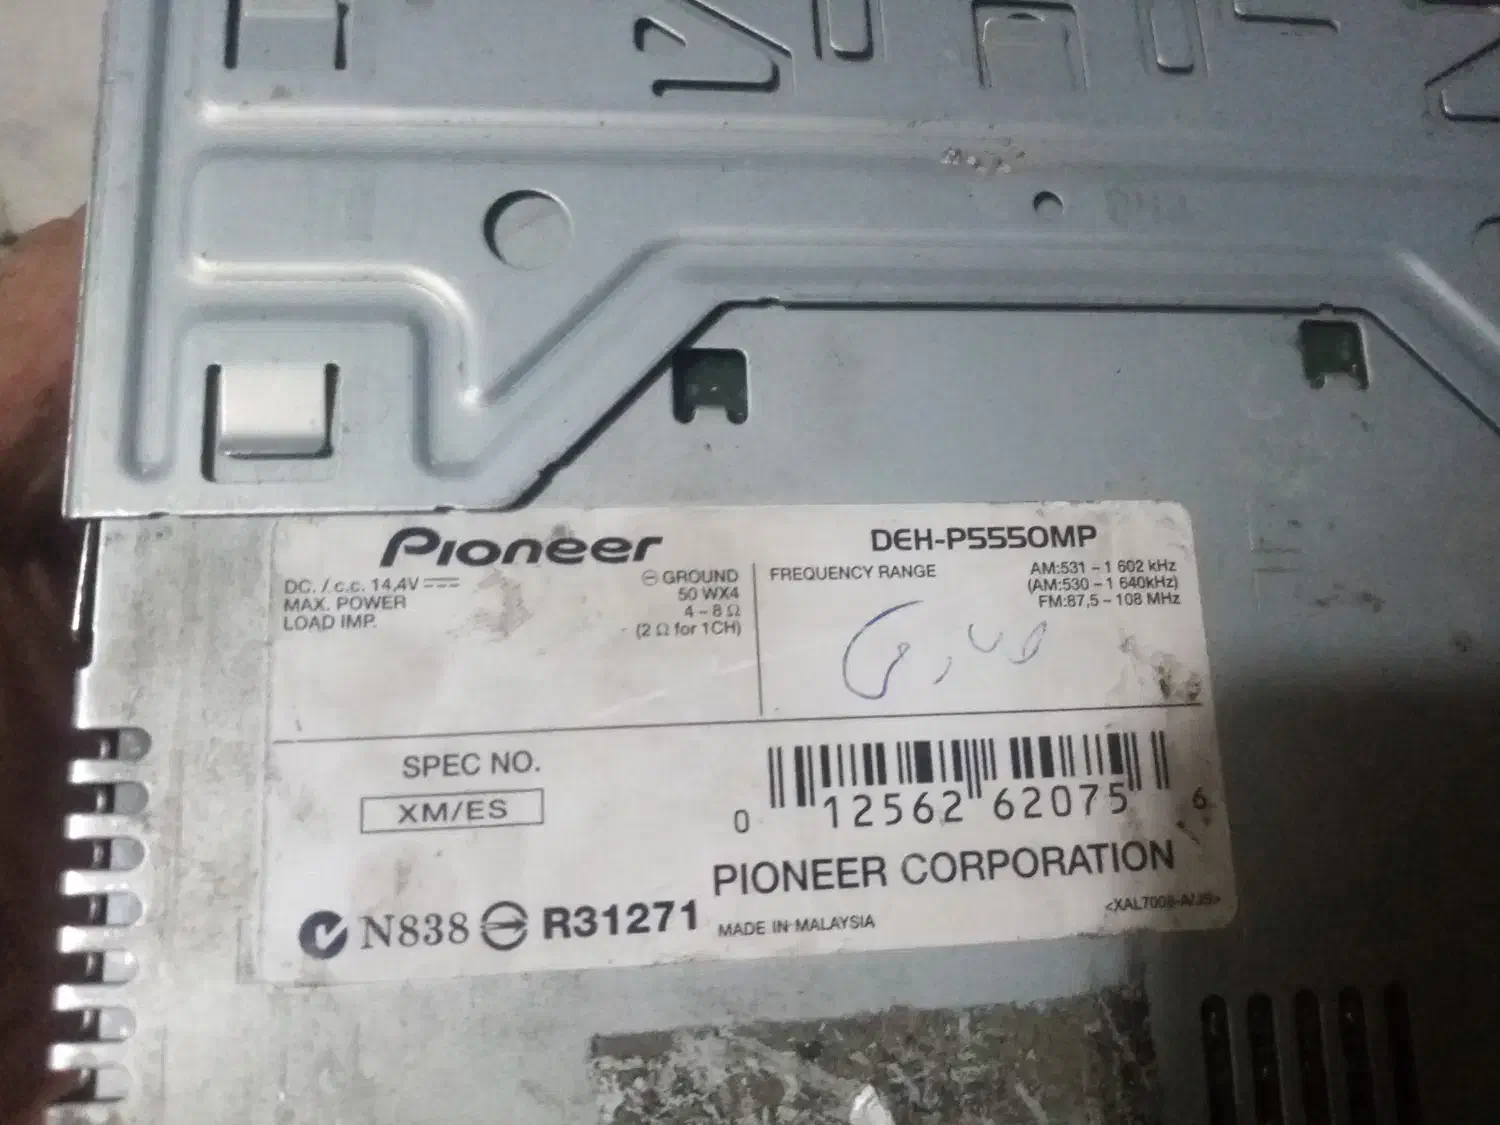 Pioneer
DEH-P5550MP
DC. / c.c. 14,4V ⎓ ⊖ GROUND
MAX. POWER 50 WX4
LOAD IMP. 4 – 8 Ω
(2 Ω for 1CH)
FREQUENCY RANGE AM:531 – 1 602 kHz
(AM:530 – 1 640kHz)
FM:87,5 – 108 MHz
SPEC NO.
XM/ES
0 12562 62075 6
PIONEER CORPORATION
N838 R31271 MADE IN MALAYSIA